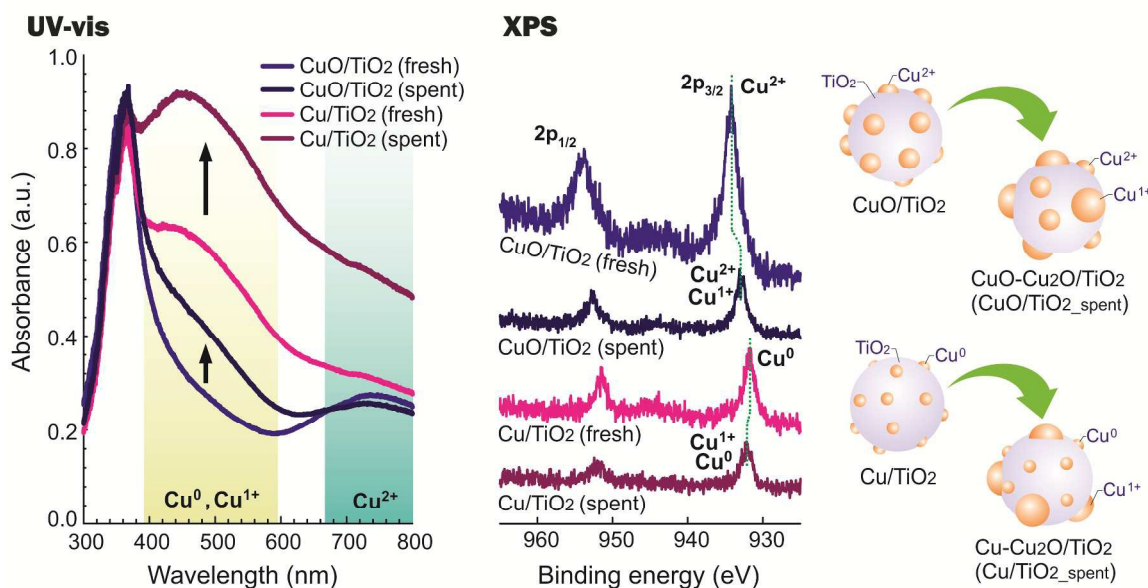 UV-vis
1.0
0.8
0.6
0.4
0.2
0.0
Absorbance (a.u.)
CuO/TiO2 (fresh)
CuO/TiO2 (spent)
Cu/TiO2 (fresh)
Cu/TiO2 (spent)
Cu⁰, Cu¹⁺
Cu²⁺
300 400 500 600 700 800
Wavelength (nm)
XPS
2p₁/₂
2p₃/₂
Cu²⁺
CuO/TiO2 (fresh)
Cu²⁺
Cu¹⁺
CuO/TiO2 (spent)
Cu⁰
Cu/TiO2 (fresh)
Cu¹⁺
Cu⁰
Cu/TiO2 (spent)
960 950 940 930
Binding energy (eV)
TiO₂
Cu²⁺
CuO/TiO2
Cu²⁺
Cu¹⁺
CuO-Cu2O/TiO2
(CuO/TiO2_spent)
TiO₂
Cu⁰
Cu/TiO2
Cu⁰
Cu¹⁺
Cu-Cu2O/TiO2
(Cu/TiO2_spent)